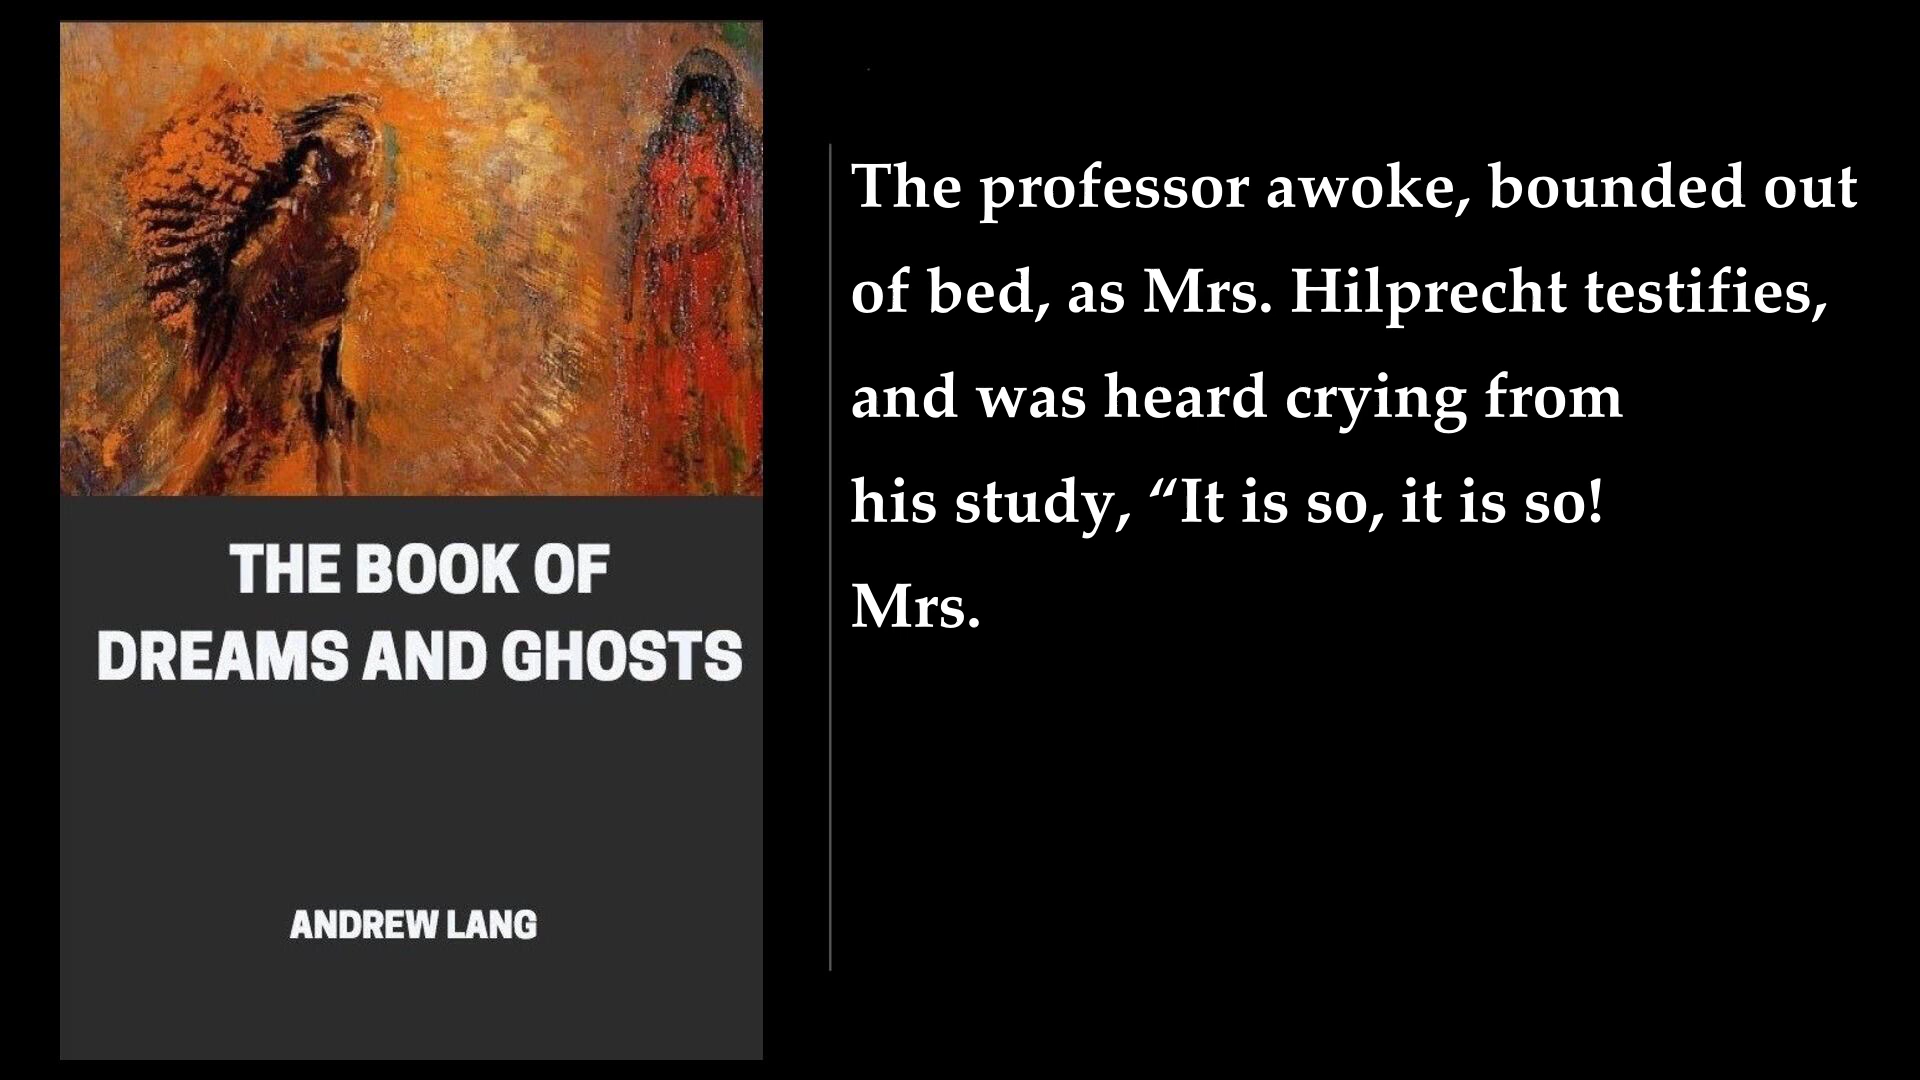 THE BOOK OF
DREAMS AND GHOSTS
ANDREW LANG
The professor awoke, bounded out
of bed, as Mrs. Hilprecht testifies,
and was heard crying from
his study, “It is so, it is so!
Mrs.